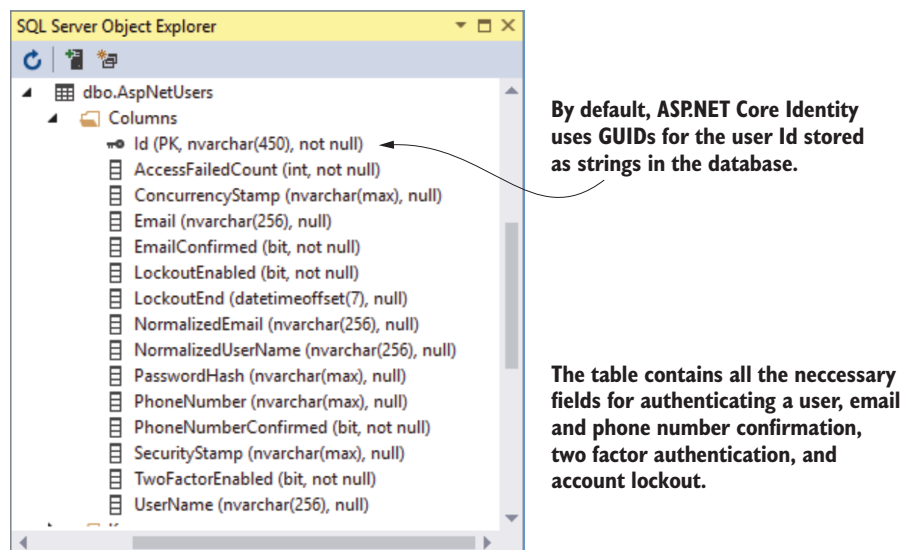 SQL Server Object Explorer
dbo.AspNetUsers
Columns
Id (PK, nvarchar(450), not null)
AccessFailedCount (int, not null)
ConcurrencyStamp (nvarchar(max), null)
Email (nvarchar(256), null)
EmailConfirmed (bit, not null)
LockoutEnabled (bit, not null)
LockoutEnd (datetimeoffset(7), null)
NormalizedEmail (nvarchar(256), null)
NormalizedUserName (nvarchar(256), null)
PasswordHash (nvarchar(max), null)
PhoneNumber (nvarchar(max), null)
PhoneNumberConfirmed (bit, not null)
SecurityStamp (nvarchar(max), null)
TwoFactorEnabled (bit, not null)
UserName (nvarchar(256), null)
By default, ASP.NET Core Identity
uses GUIDs for the user Id stored
as strings in the database.
The table contains all the neccessary
fields for authenticating a user, email
and phone number confirmation,
two factor authentication, and
account lockout.